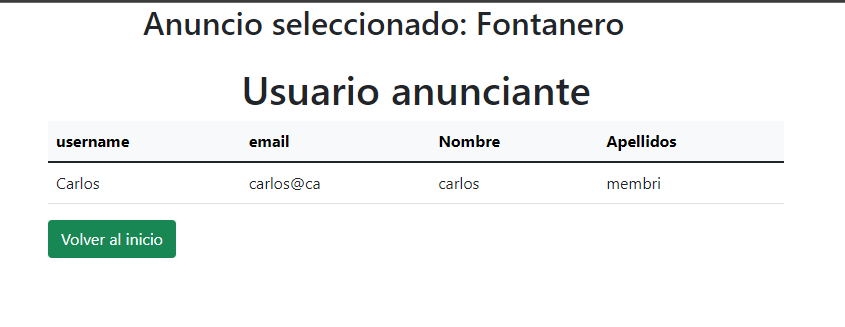 Anuncio seleccionado: Fontanero
Usuario anunciante
username email Nombre Apellidos
Carlos carlos@ca carlos membri
Volver al inicio